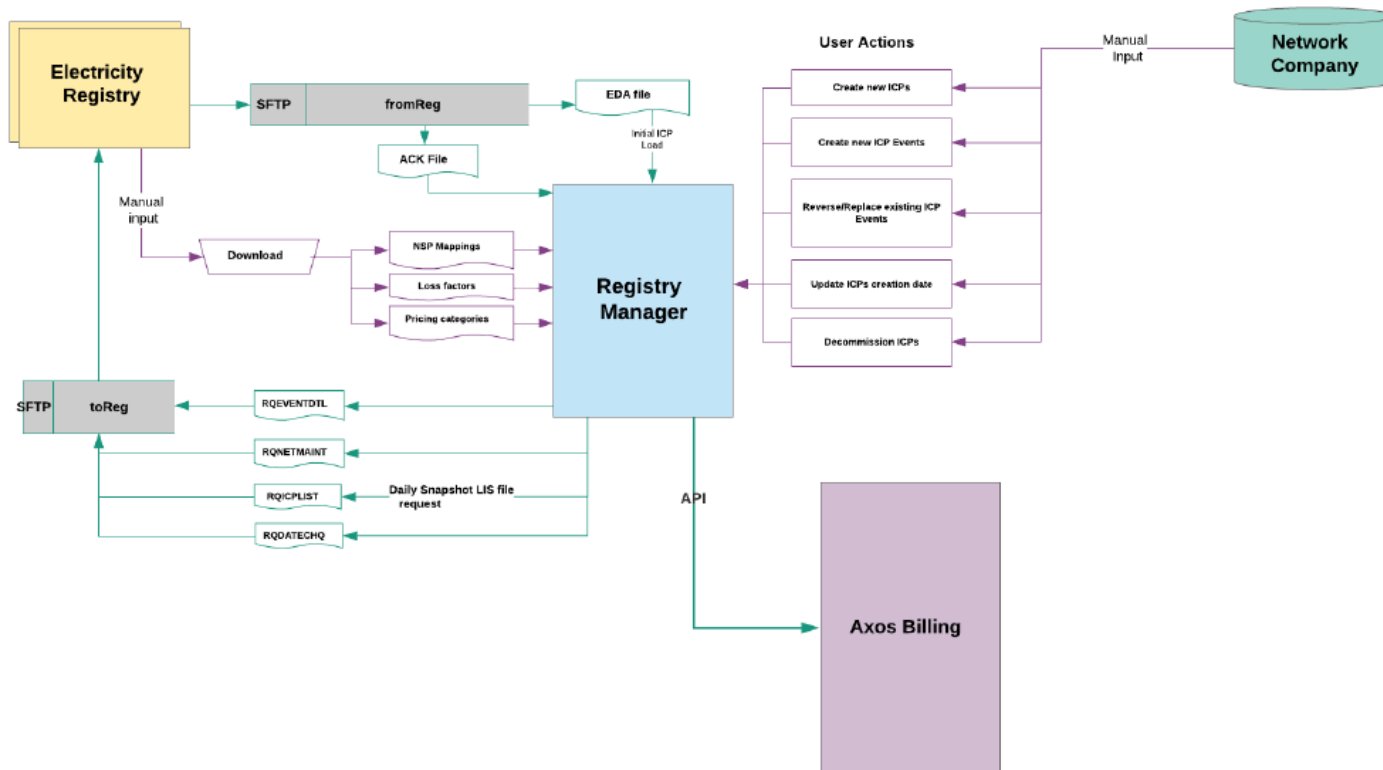 Electricity
Registry
SFTP
fromReg
EDA file
Initial ICP
Load
ACK File
Manual
input
Download
NSP Mappings
Loss factors
Pricing categories
Registry
Manager
User Actions
Create new ICPs
Create new ICP Events
Reverse/Replace existing ICP
Events
Update ICPs creation date
Decommission ICPs
Manual
Input
Network
Company
SFTP
toReg
RQEVENTDTL
RQNETMAINT
RQICPLIST
Daily Snapshot LIS file
request
RQDATECHQ
API
Axos Billing